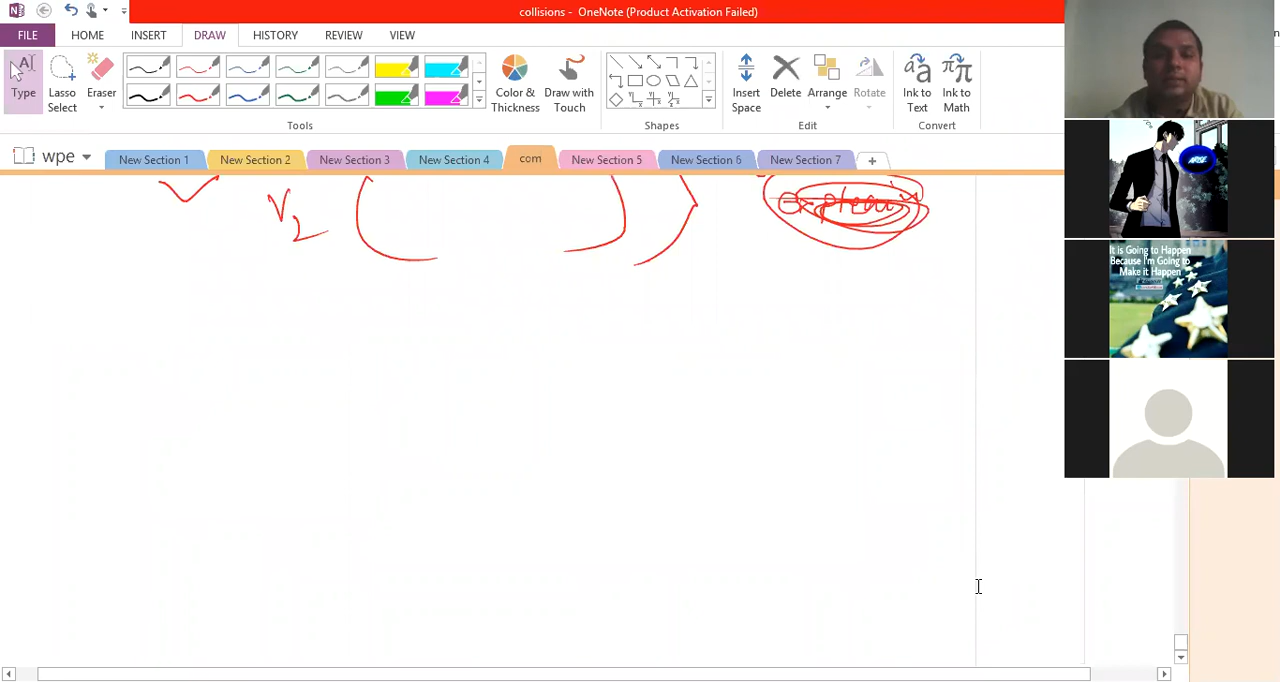 collisions - OneNote (Product Activation Failed)
FILE HOME INSERT DRAW HISTORY REVIEW VIEW
Type
Lasso Select
Eraser
Color & Thickness
Draw with Touch
Insert Space
Delete
Arrange
Rotate
Ink to Text
Ink to Math
Tools
Shapes
Edit
Convert
wpe
New Section 1
New Section 2
New Section 3
New Section 4
com
New Section 5
New Section 6
New Section 7
V2
It is Going to Happen
Because I'm Going to
Make it Happen